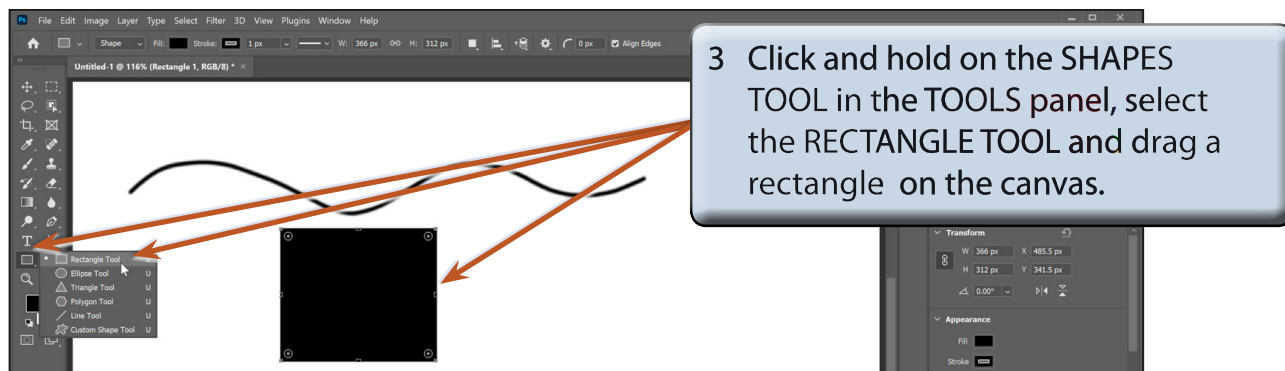 Ps File Edit Image Layer Type Select Filter 3D View Plugins Window Help
Shape Fill: Stroke: 1 px W: 366 px H: 312 px 0 px Align Edges
Untitled-1 @ 116% (Rectangle 1, RGB/8) * ×
3 Click and hold on the SHAPES
TOOL in the TOOLS panel, select
the RECTANGLE TOOL and drag a
rectangle on the canvas.
T
Rectangle Tool U
Ellipse Tool U
Triangle Tool U
Polygon Tool U
Line Tool U
Custom Shape Tool U
Transform
W 366 px X 485.5 px
H 312 px Y 341.5 px
0.00°
Appearance
Fill
Stroke